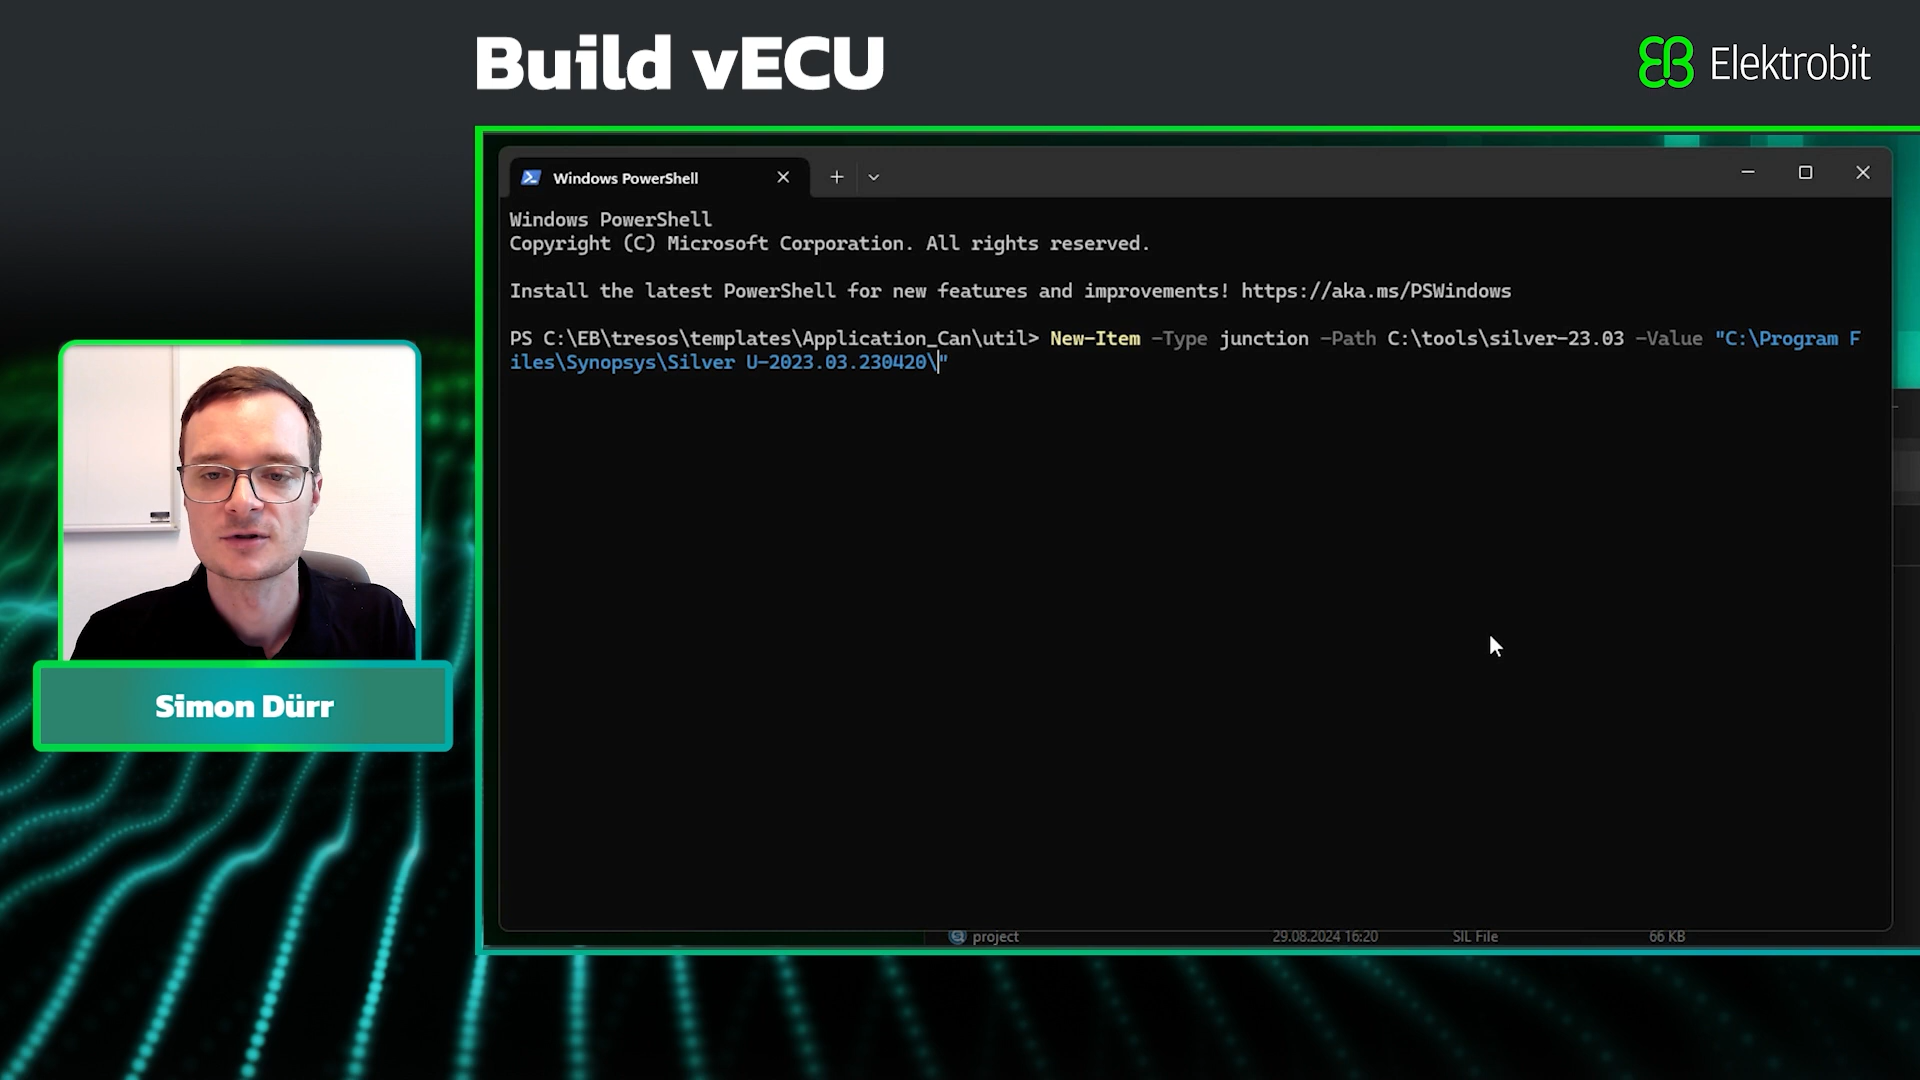 Build vECU
Elektrobit
Windows PowerShell
Windows PowerShell
Copyright (C) Microsoft Corporation. All rights reserved.
Install the latest PowerShell for new features and improvements! https://aka.ms/PSWindows
PS C:\EB\tresos\templates\Application_Can\util> New-Item -Type junction -Path C:\tools\silver-23.03 -Value "C:\Program F
iles\Synopsys\Silver U-2023.03.230420\"
Simon Dürr
project 29.08.2024 16:20 SIL File 66 KB